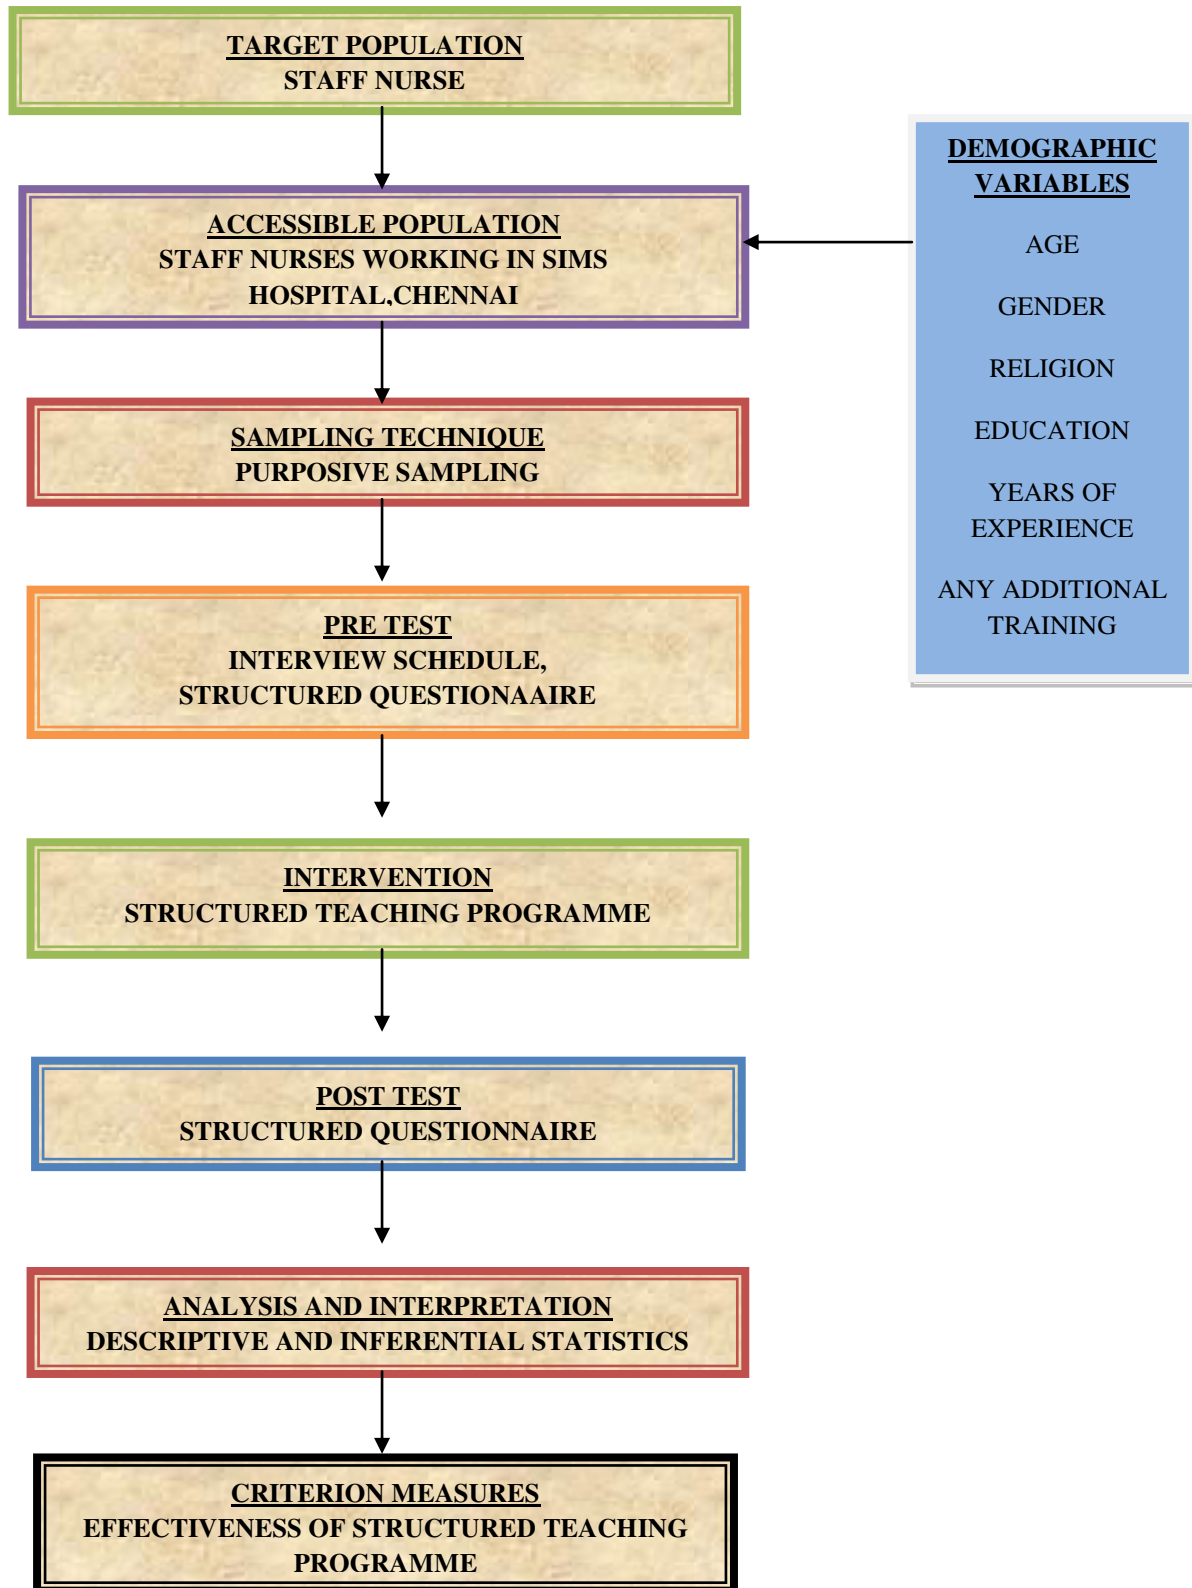 TARGET POPULATION
STAFF NURSE
ACCESSIBLE POPULATION
STAFF NURSES WORKING IN SIMS
HOSPITAL,CHENNAI
SAMPLING TECHNIQUE
PURPOSIVE SAMPLING
PRE TEST
INTERVIEW SCHEDULE,
STRUCTURED QUESTIONAAIRE
INTERVENTION
STRUCTURED TEACHING PROGRAMME
POST TEST
STRUCTURED QUESTIONNAIRE
ANALYSIS AND INTERPRETATION
DESCRIPTIVE AND INFERENTIAL STATISTICS
CRITERION MEASURES
EFFECTIVENESS OF STRUCTURED TEACHING
PROGRAMME
DEMOGRAPHIC
VARIABLES
AGE
GENDER
RELIGION
EDUCATION
YEARS OF
EXPERIENCE
ANY ADDITIONAL
TRAINING